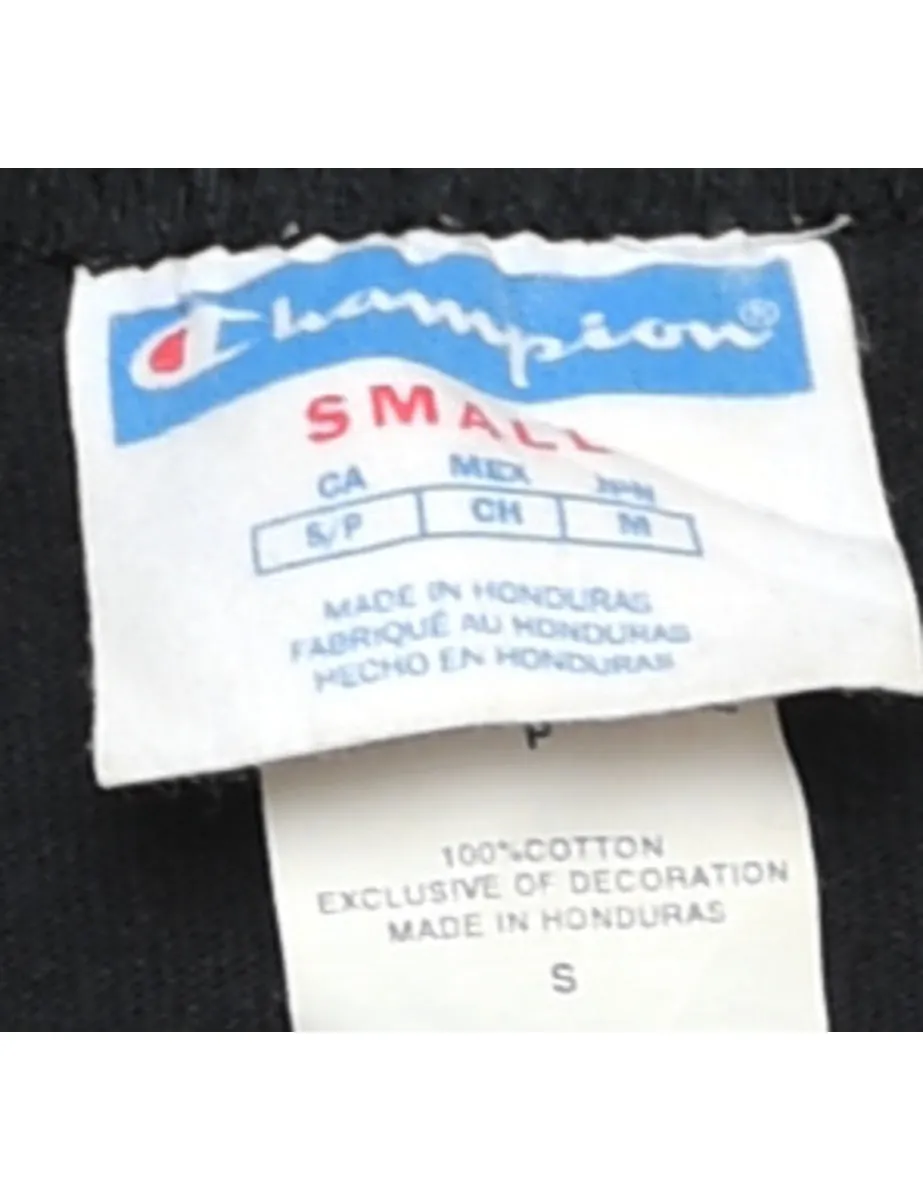 Champion®
SMALL
CA MEX JPN
S/P CH M
MADE IN HONDURAS
FABRIQUÉ AU HONDURAS
HECHO EN HONDURAS
100%COTTON
EXCLUSIVE OF DECORATION
MADE IN HONDURAS
S